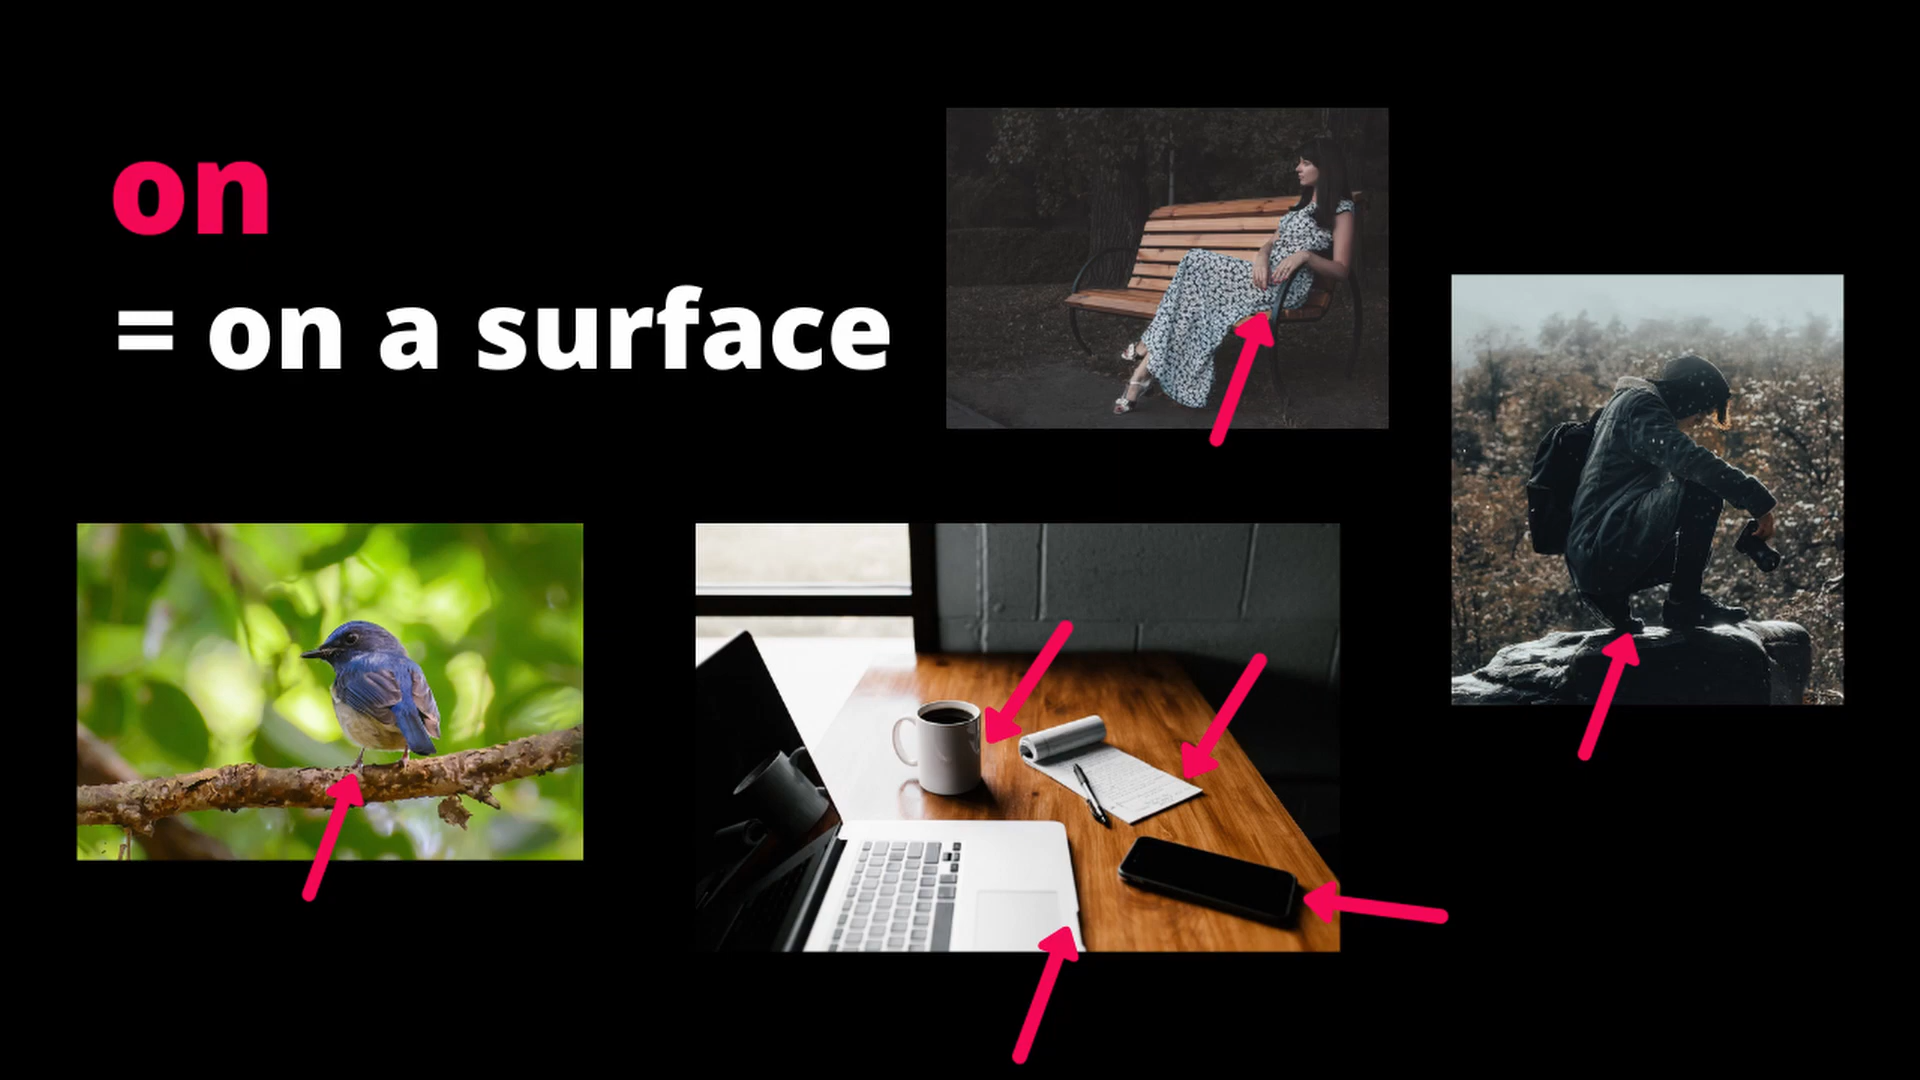 on
= on a surface